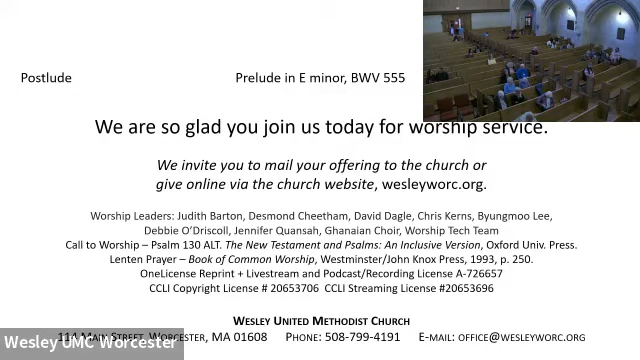 Postlude Prelude in E minor, BWV 555
We are so glad you join us today for worship service.
We invite you to mail your offering to the church or
give online via the church website, wesleyworc.org.
Worship Leaders: Judith Barton, Desmond Cheetham, David Dagle, Chris Kerns, Byungmoo Lee,
Debbie O’Driscoll, Jennifer Quansah, Ghanaian Choir, Worship Tech Team
Call to Worship – Psalm 130 ALT. The New Testament and Psalms: An Inclusive Version, Oxford Univ. Press.
Lenten Prayer – Book of Common Worship, Westminster/John Knox Press, 1993, p. 250.
OneLicense Reprint + Livestream and Podcast/Recording License A-726657
CCLI Copyright License # 20653706 CCLI Streaming License #20653696
Wesley United Methodist Church
114 Main Street, Worcester, MA 01608 Phone: 508-799-4191 E-mail: office@wesleyworc.org
Wesley UMC Worcester